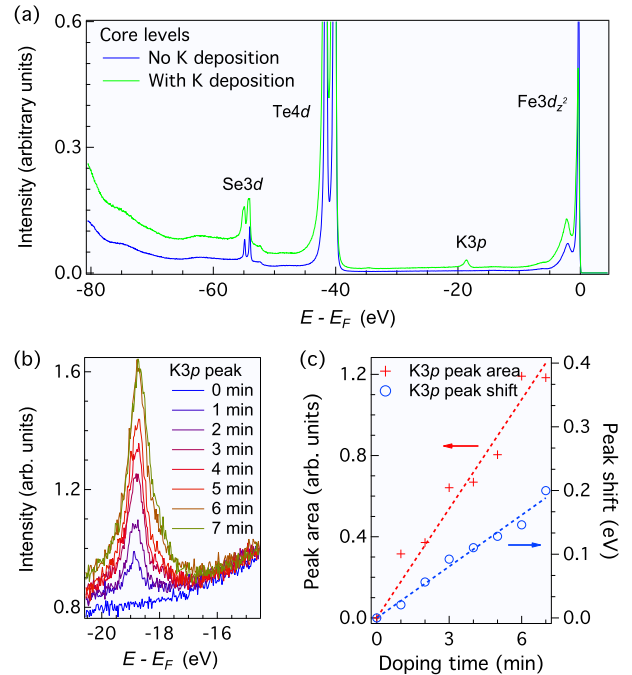 (a)
0.6
0.3
0.0
Intensity (arbitrary units)
Core levels
No K deposition
With K deposition
Te4d
Fe3d_{z^2}
Se3d
K3p
-80
-60
-40
-20
0
E - E_F (eV)
(b)
1.6
1.2
0.8
Intensity (arb. units)
K3p peak
0 min
1 min
2 min
3 min
4 min
5 min
6 min
7 min
-20
-18
-16
E - E_F (eV)
(c)
1.2
0.8
0.4
0.0
Peak area (arb. units)
K3p peak area
K3p peak shift
0.4
0.3
0.2
0.1
0.0
Peak shift (eV)
0
3
6
Doping time (min)